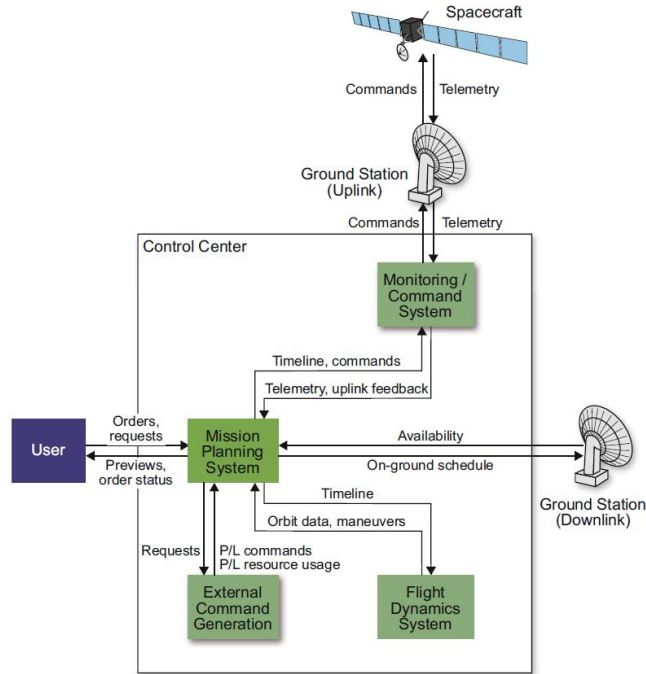 Spacecraft
Commands
Telemetry
Ground Station
(Uplink)
Commands
Telemetry
Control Center
Monitoring /
Command
System
Timeline, commands
Telemetry, uplink feedback
User
Orders,
requests
Previews,
order status
Mission
Planning
System
Availability
On-ground schedule
Ground Station
(Downlink)
Timeline
Orbit data, maneuvers
Requests
P/L commands
P/L resource usage
External
Command
Generation
Flight
Dynamics
System